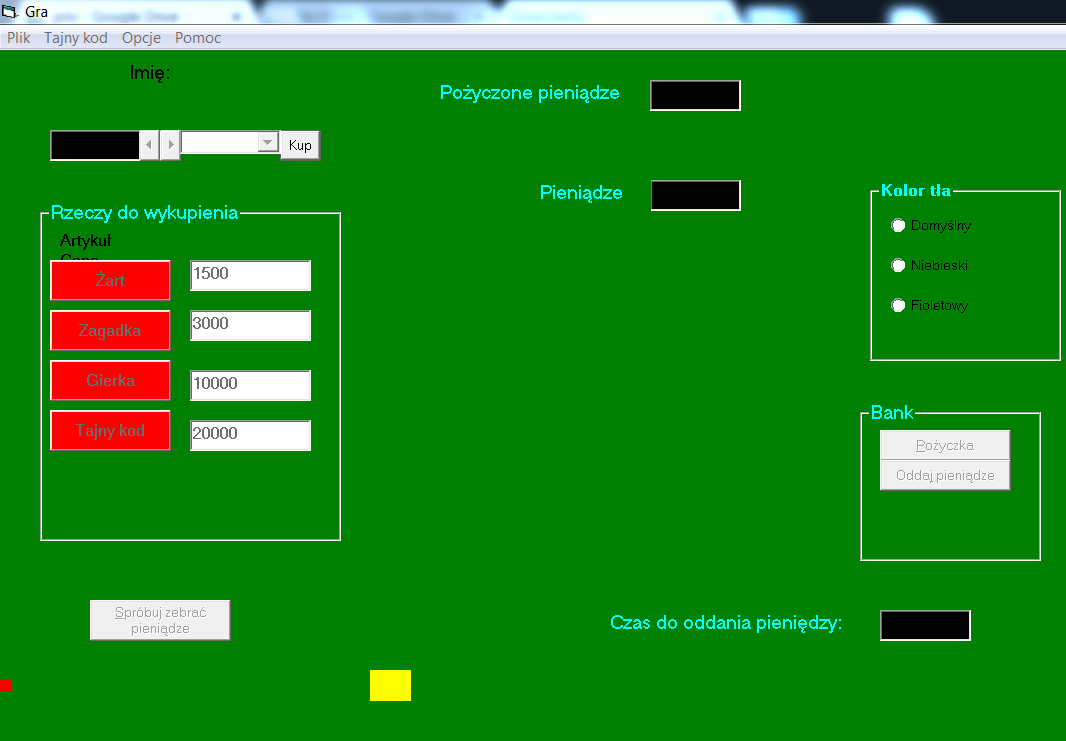 Gra
Plik Tajny kod Opcje Pomoc
Imię:
Pożyczone pieniądze
Kup
Pieniądze
Kolor tła
Domyślny
Niebieski
Fioletowy
Rzeczy do wykupienia
Artykuł
Cena
Żart 1500
Zagadka 3000
Gierka 10000
Tajny kod 20000
Bank
Pożyczka
Oddaj pieniądze
Spróbuj zebrać
pieniądze
Czas do oddania pieniędzy: